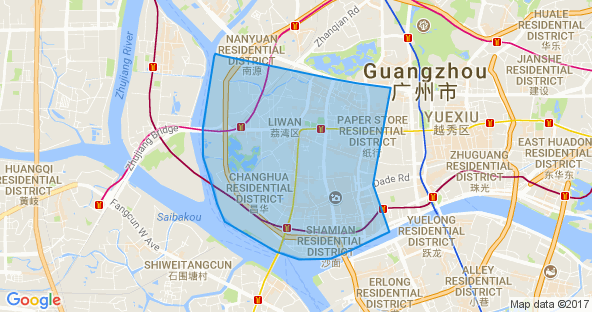 NANYUAN
RESIDENTIAL
DISTRICT
南源
Zhanqian Rd
HUALE
RESIDENTIAL
DISTRICT
华乐
JIANSHE
RESIDENTIAL
DISTRICT
建设
Zhujiang River
Guangzhou
广州市
Zhujiang Bridge
LIWAN
荔湾区
PAPER STORE
RESIDENTIAL
DISTRICT
纸行
YUEXIU
越秀区
EAST HUADON
RESIDENTIAL
DISTRICT
东华东
ZHUGUANG
RESIDENTIAL
DISTRICT
珠光
HUANGQI
RESIDENTIAL
DISTRICT
黄岐
CHANGHUA
RESIDENTIAL
DISTRICT
昌华
Dade Rd
Fangcun W Ave
Saibakou
SHAMIAN
RESIDENTIAL
DISTRICT
沙面
YUELONG
RESIDENTIAL
DISTRICT
跃龙
SHIWEITANGCUN
石围塘村
ALLEY
RESIDENTIAL
DISTRICT
小巷
ERLONG
RESIDENTIAL
DISTRICT
Google
Map data ©2017